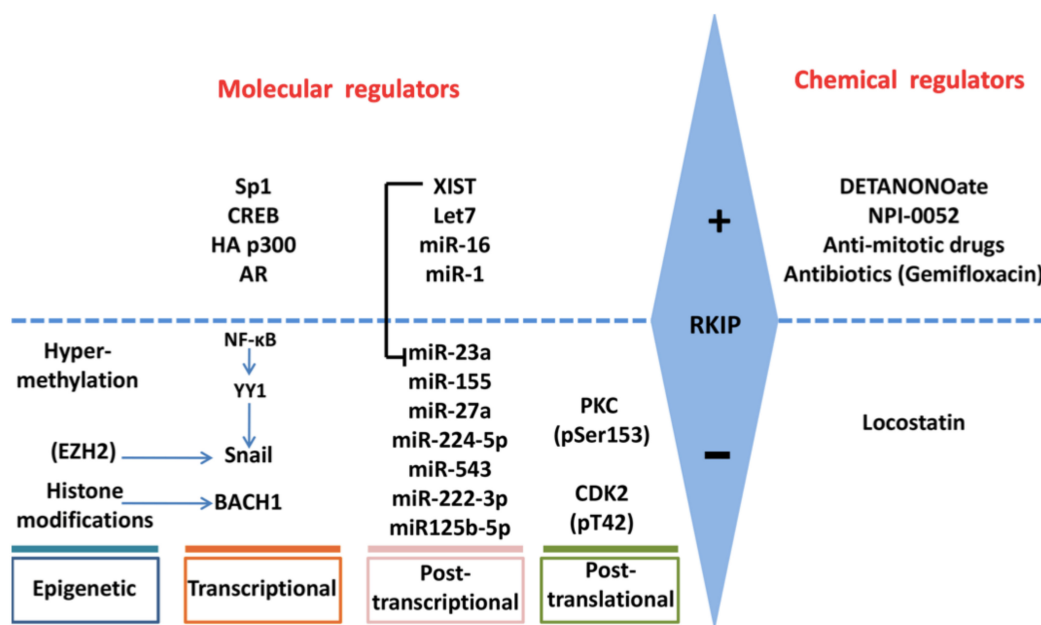 Molecular regulators
Chemical regulators
Sp1
CREB
HA p300
AR
XIST
Let7
miR-16
miR-1
+
DETANONOate
NPI-0052
Anti-mitotic drugs
Antibiotics (Gemifloxacin)
RKIP
Hyper-
methylation
(EZH2)
Histone
modifications
NF-κB
YY1
Snail
BACH1
miR-23a
miR-155
miR-27a
miR-224-5p
miR-543
miR-222-3p
miR125b-5p
PKC
(pSer153)
CDK2
(pT42)
−
Locostatin
Epigenetic
Transcriptional
Post-
transcriptional
Post-
translational